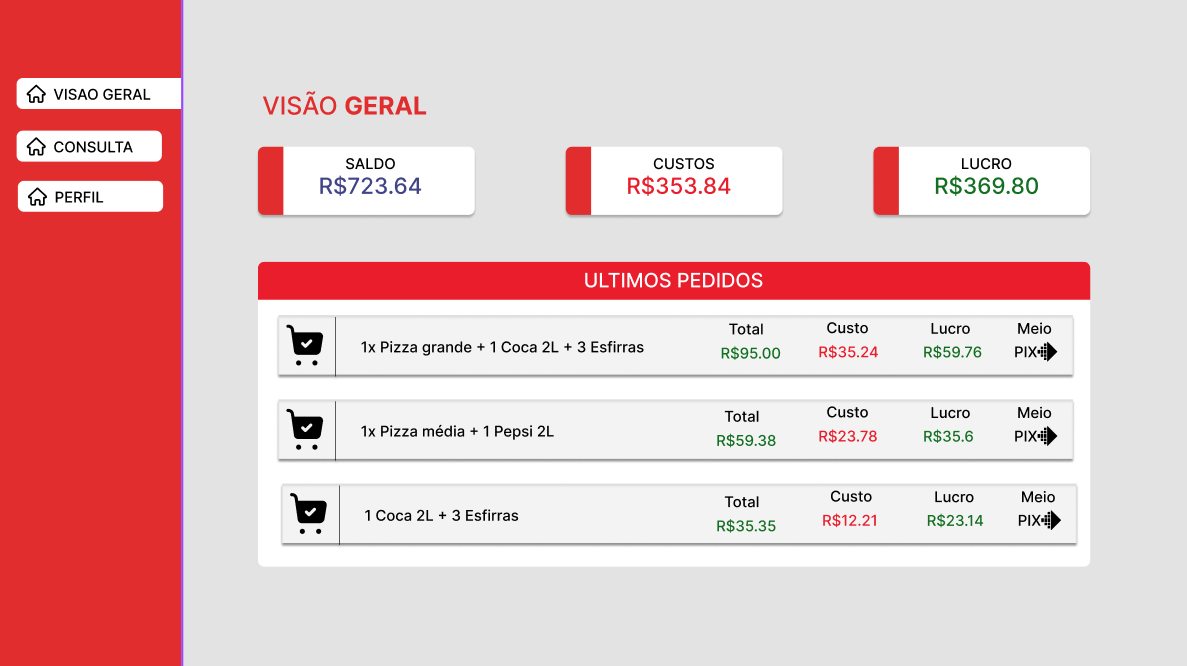 VISAO GERAL
CONSULTA
PERFIL
VISÃO GERAL
SALDO
R$723.64
CUSTOS
R$353.84
LUCRO
R$369.80
ULTIMOS PEDIDOS
1x Pizza grande + 1 Coca 2L + 3 Esfirras
Total
R$95.00
Custo
R$35.24
Lucro
R$59.76
Meio
PIX
1x Pizza média + 1 Pepsi 2L
Total
R$59.38
Custo
R$23.78
Lucro
R$35.6
Meio
PIX
1 Coca 2L + 3 Esfirras
Total
R$35.35
Custo
R$12.21
Lucro
R$23.14
Meio
PIX